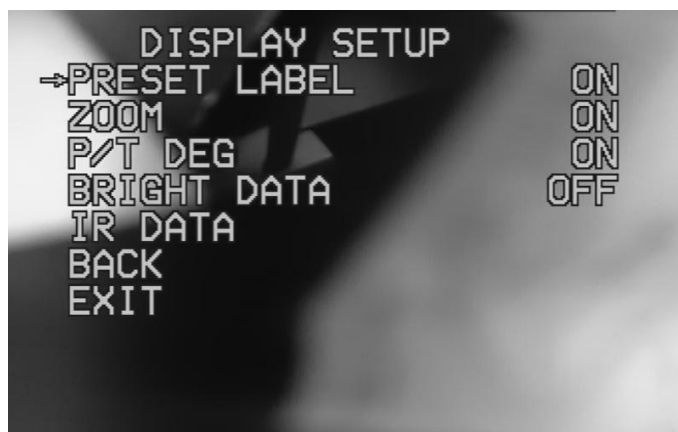 DISPLAY SETUP
→PRESET LABEL ON
ZOOM ON
P/T DEG ON
BRIGHT DATA OFF
IR DATA
BACK
EXIT